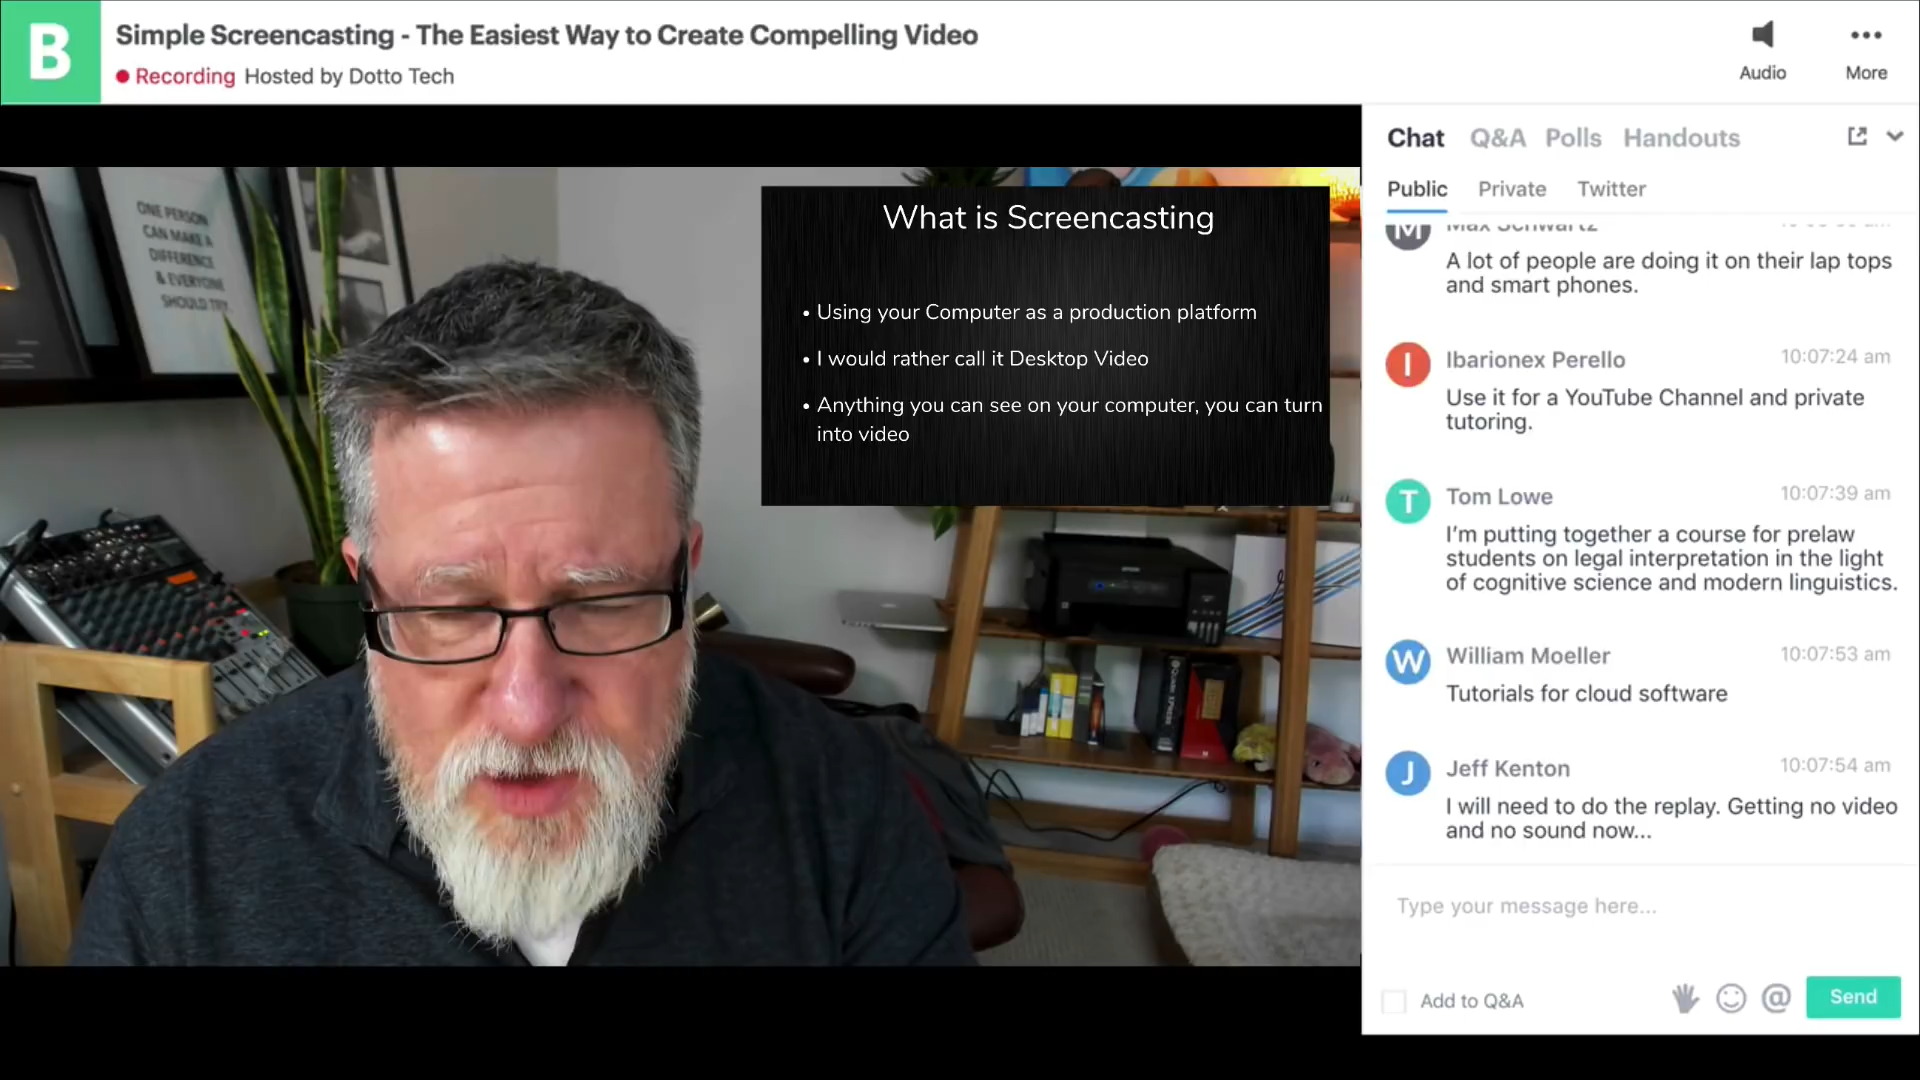 B
Simple Screencasting - The Easiest Way to Create Compelling Video
Recording Hosted by Dotto Tech
Audio
More
ONE PERSON
CAN MAKE A
DIFFERENCE
& EVERYONE
SHOULD TRY
What is Screencasting
• Using your Computer as a production platform
• I would rather call it Desktop Video
• Anything you can see on your computer, you can turn
into video
EPSON
Chat Q&A Polls Handouts
Public Private Twitter
M
Max Schwartz
A lot of people are doing it on their lap tops
and smart phones.
I
Ibarionex Perello 10:07:24 am
Use it for a YouTube Channel and private
tutoring.
T
Tom Lowe 10:07:39 am
I'm putting together a course for prelaw
students on legal interpretation in the light
of cognitive science and modern linguistics.
W
William Moeller 10:07:53 am
Tutorials for cloud software
J
Jeff Kenton 10:07:54 am
I will need to do the replay. Getting no video
and no sound now...
Type your message here...
Add to Q&A
@
Send